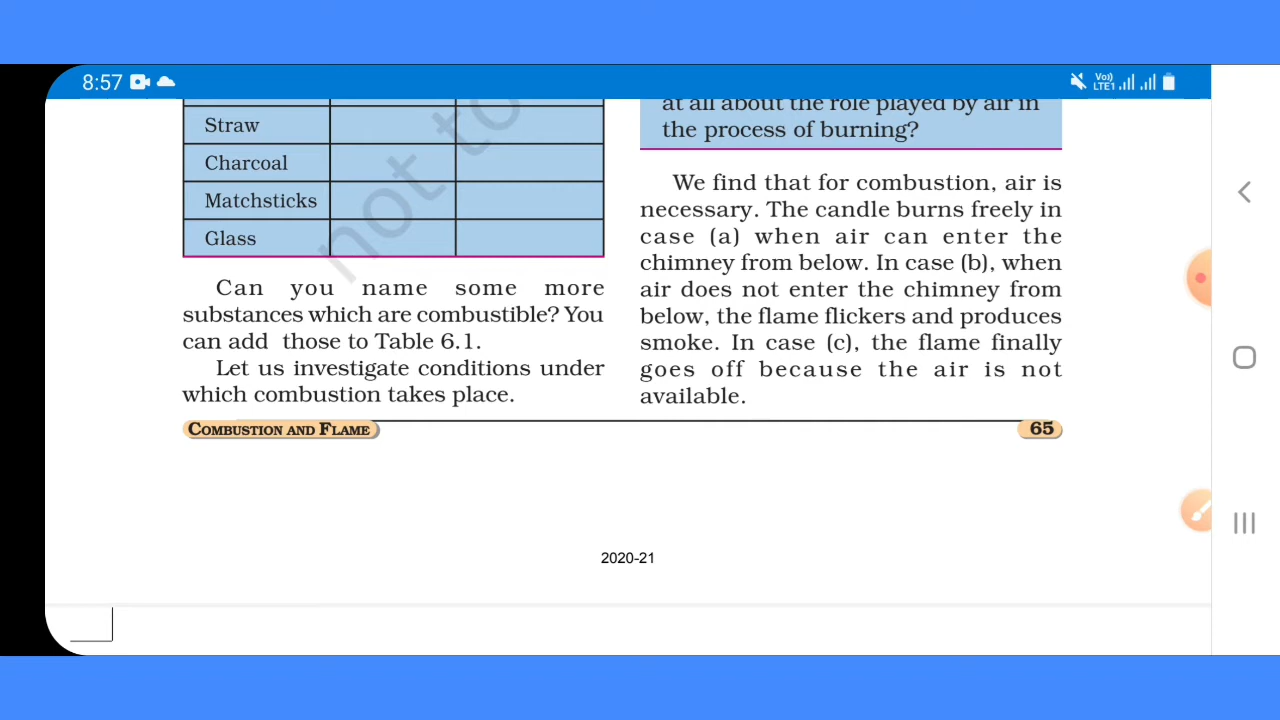 8:57
Vo))
LTE1
Straw
Charcoal
Matchsticks
Glass
not to
Can you name some more
substances which are combustible? You
can add those to Table 6.1.
Let us investigate conditions under
which combustion takes place.
at all about the role played by air in
the process of burning?
We find that for combustion, air is
necessary. The candle burns freely in
case (a) when air can enter the
chimney from below. In case (b), when
air does not enter the chimney from
below, the flame flickers and produces
smoke. In case (c), the flame finally
goes off because the air is not
available.
COMBUSTION AND FLAME
65
2020-21